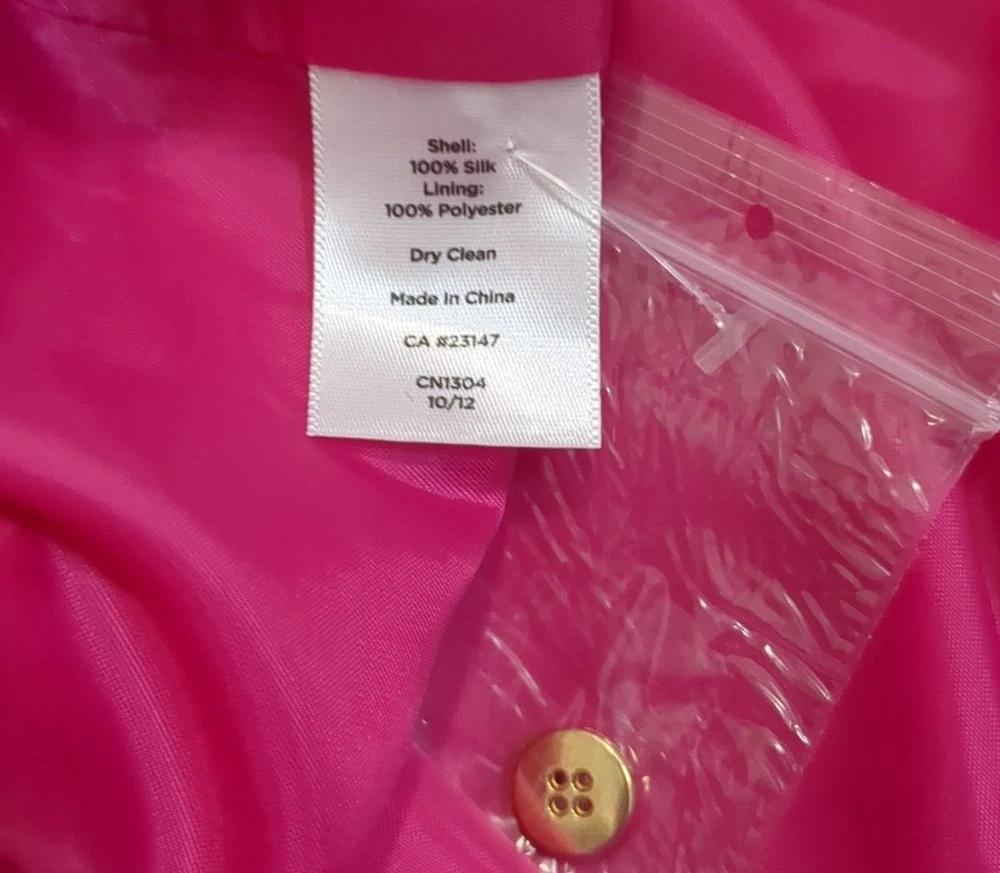 Shell:
100% Silk
Lining:
100% Polyester
Dry Clean
Made In China
CA #23147
CN1304
10/12